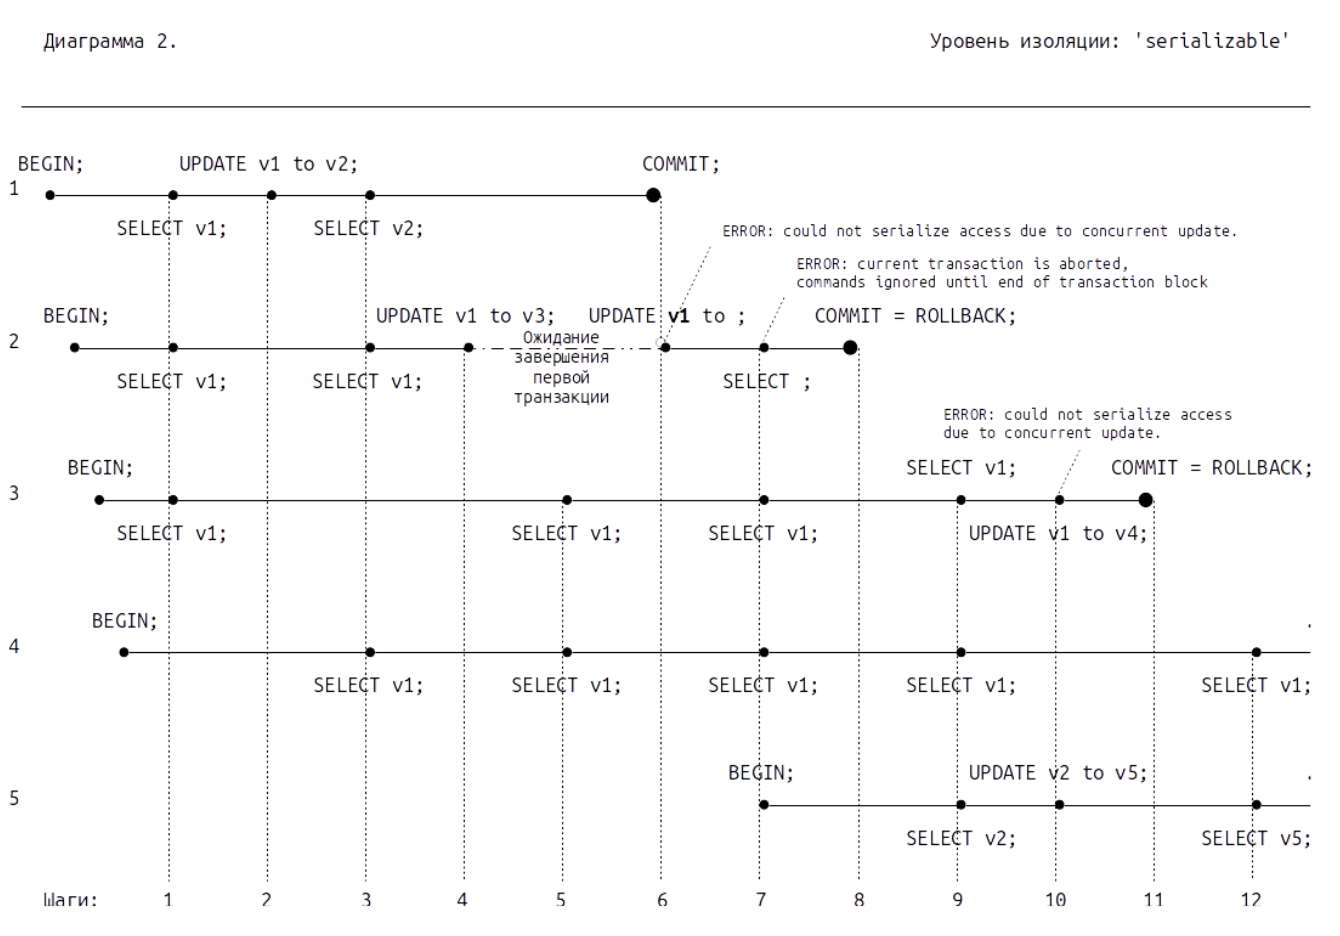 Диаграмма 2.
Уровень изоляции: 'serializable'
BEGIN;
UPDATE v1 to v2;
COMMIT;
1
SELECT v1;
SELECT v2;
ERROR: could not serialize access due to concurrent update.
ERROR: current transaction is aborted,
commands ignored until end of transaction block
BEGIN;
UPDATE v1 to v3;
UPDATE v1 to ;
COMMIT = ROLLBACK;
2
Ожидание
завершения
первой
транзакции
SELECT v1;
SELECT v1;
SELECT ;
ERROR: could not serialize access
due to concurrent update.
BEGIN;
SELECT v1;
COMMIT = ROLLBACK;
3
SELECT v1;
SELECT v1;
SELECT v1;
UPDATE v1 to v4;
BEGIN;
.
4
SELECT v1;
SELECT v1;
SELECT v1;
SELECT v1;
SELECT v1;
BEGIN;
UPDATE v2 to v5;
.
5
SELECT v2;
SELECT v5;
Шаги:
1
2
3
4
5
6
7
8
9
10
11
12